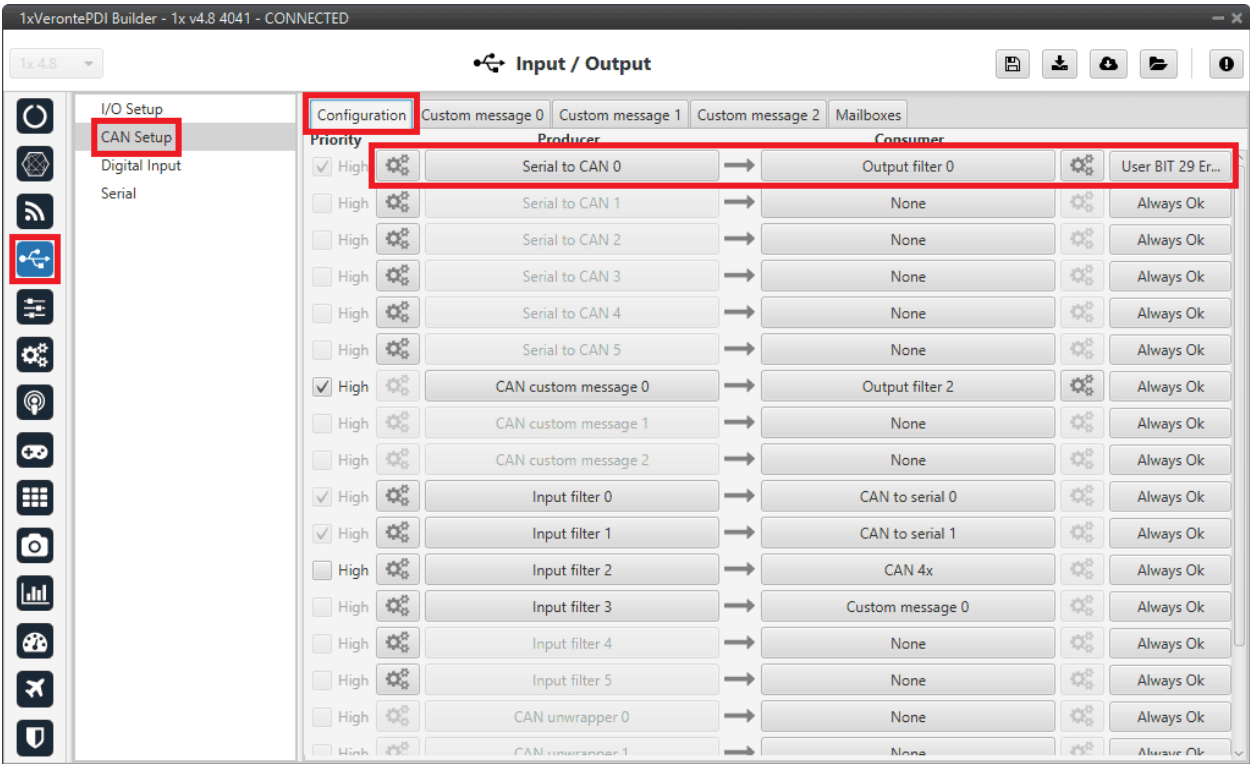 1xVerontePDI Builder - 1x v4.8 4041 - CONNECTED
1x 4.8
Input / Output
I/O Setup
CAN Setup
Digital Input
Serial
Configuration Custom message 0 Custom message 1 Custom message 2 Mailboxes
Priority Producer Consumer
High Serial to CAN 0 Output filter 0 User BIT 29 Er...
High Serial to CAN 1 None Always Ok
High Serial to CAN 2 None Always Ok
High Serial to CAN 3 None Always Ok
High Serial to CAN 4 None Always Ok
High Serial to CAN 5 None Always Ok
High CAN custom message 0 Output filter 2 Always Ok
High CAN custom message 1 None Always Ok
High CAN custom message 2 None Always Ok
High Input filter 0 CAN to serial 0 Always Ok
High Input filter 1 CAN to serial 1 Always Ok
High Input filter 2 CAN 4x Always Ok
High Input filter 3 Custom message 0 Always Ok
High Input filter 4 None Always Ok
High Input filter 5 None Always Ok
High CAN unwrapper 0 None Always Ok
High CAN unwrapper 1 None Always Ok